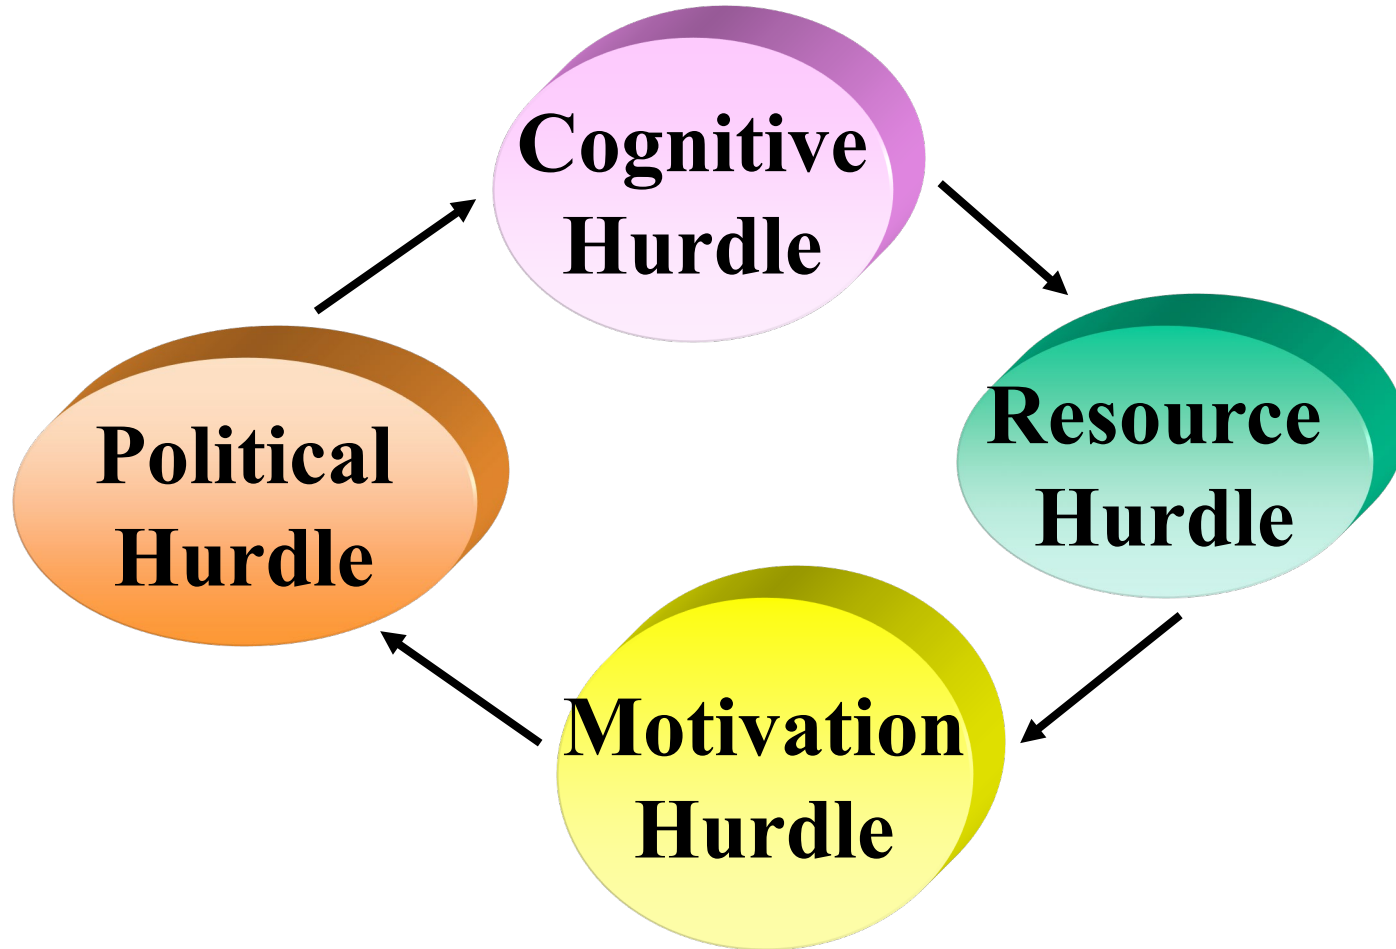 Cognitive
Hurdle
Resource
Hurdle
Motivation
Hurdle
Political
Hurdle